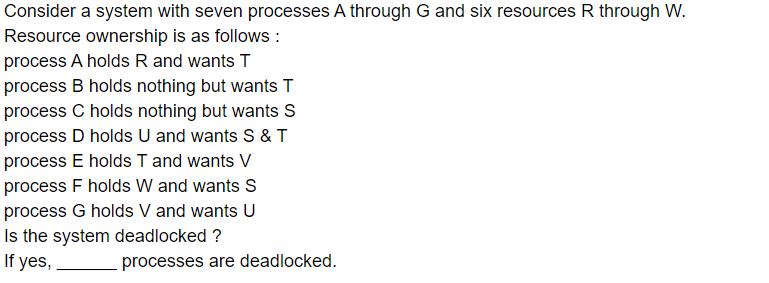 Consider a system with seven processes A through G and six resources R through W.
Resource ownership is as follows :
process A holds R and wants T
process B holds nothing but wants T
process C holds nothing but wants S
process D holds U and wants S & T
process E holds T and wants V
process F holds W and wants S
process G holds V and wants U
Is the system deadlocked ?
If yes, ______ processes are deadlocked.